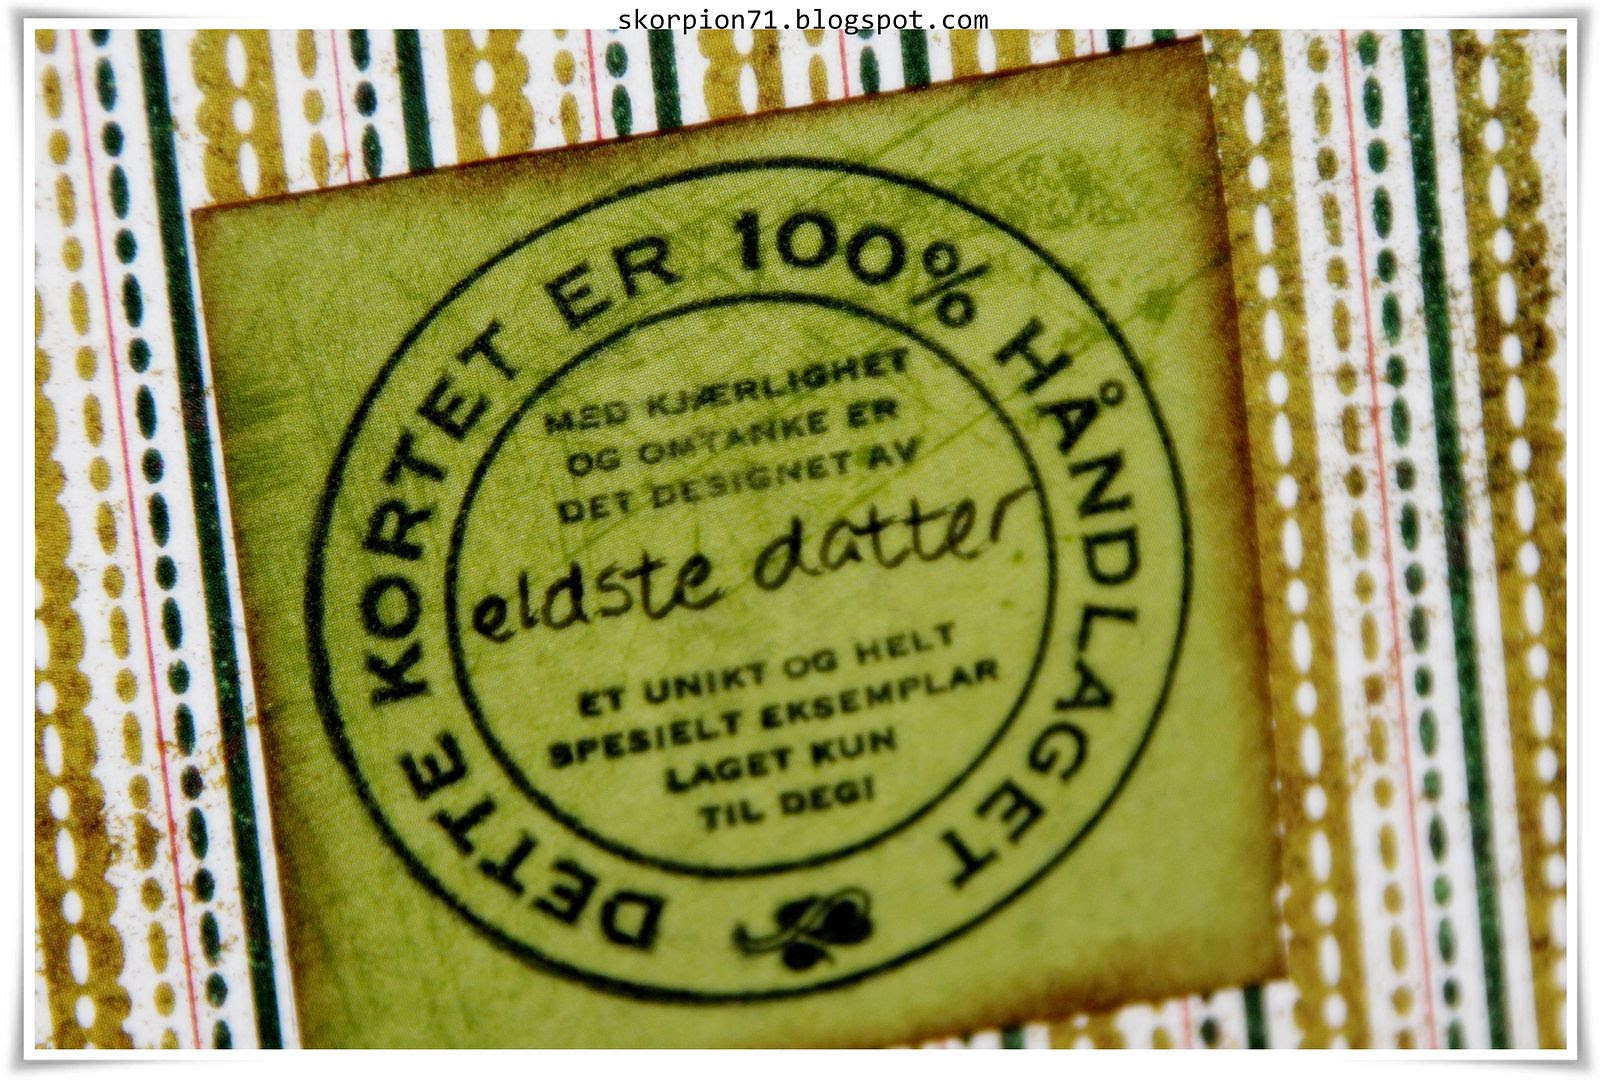 skorpion71.blogspot.com
DETTE KORTET ER 100% HÅNDLAGET
MED KJÆRLIGHET
OG OMTANKE ER
DET DESIGNET AV
eldste datter
ET UNIKT OG HELT
SPESIELT EKSEMPLAR
LAGET KUN
TIL DEG!